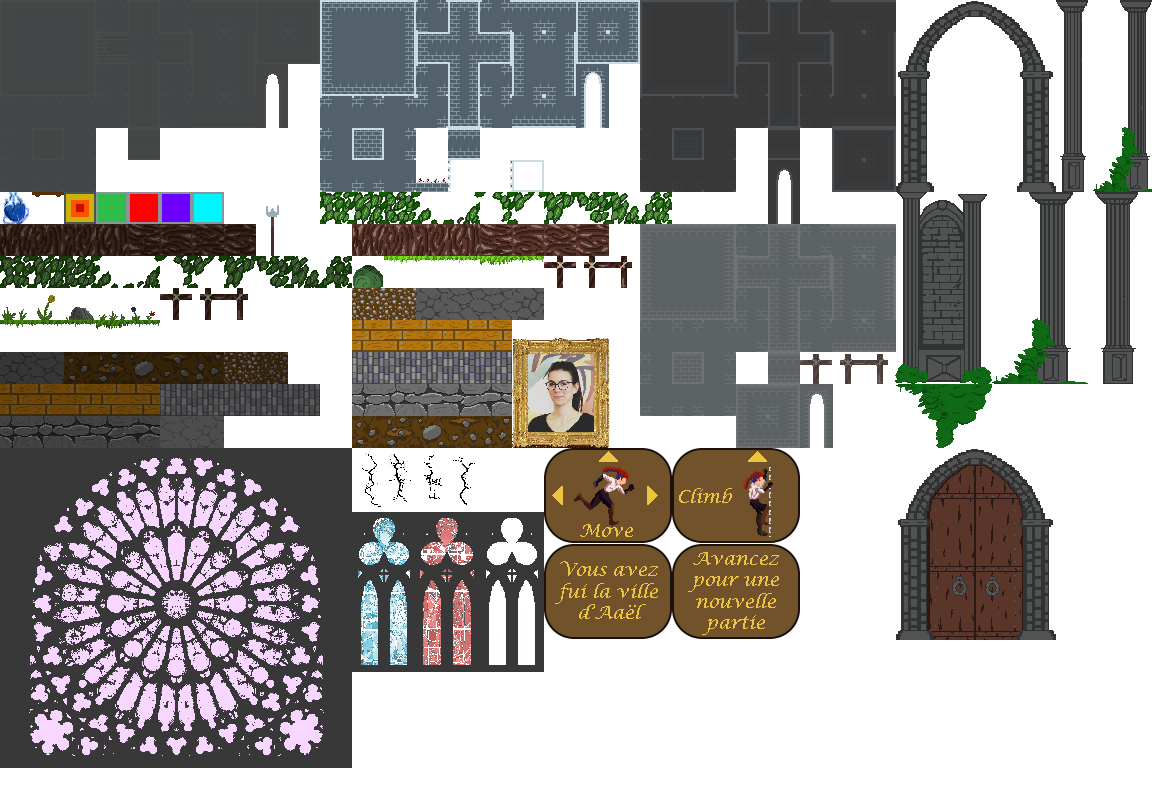 Move
Climb
Vous avez
fui la ville
d'Aaël
Avancez
pour une
nouvelle
partie